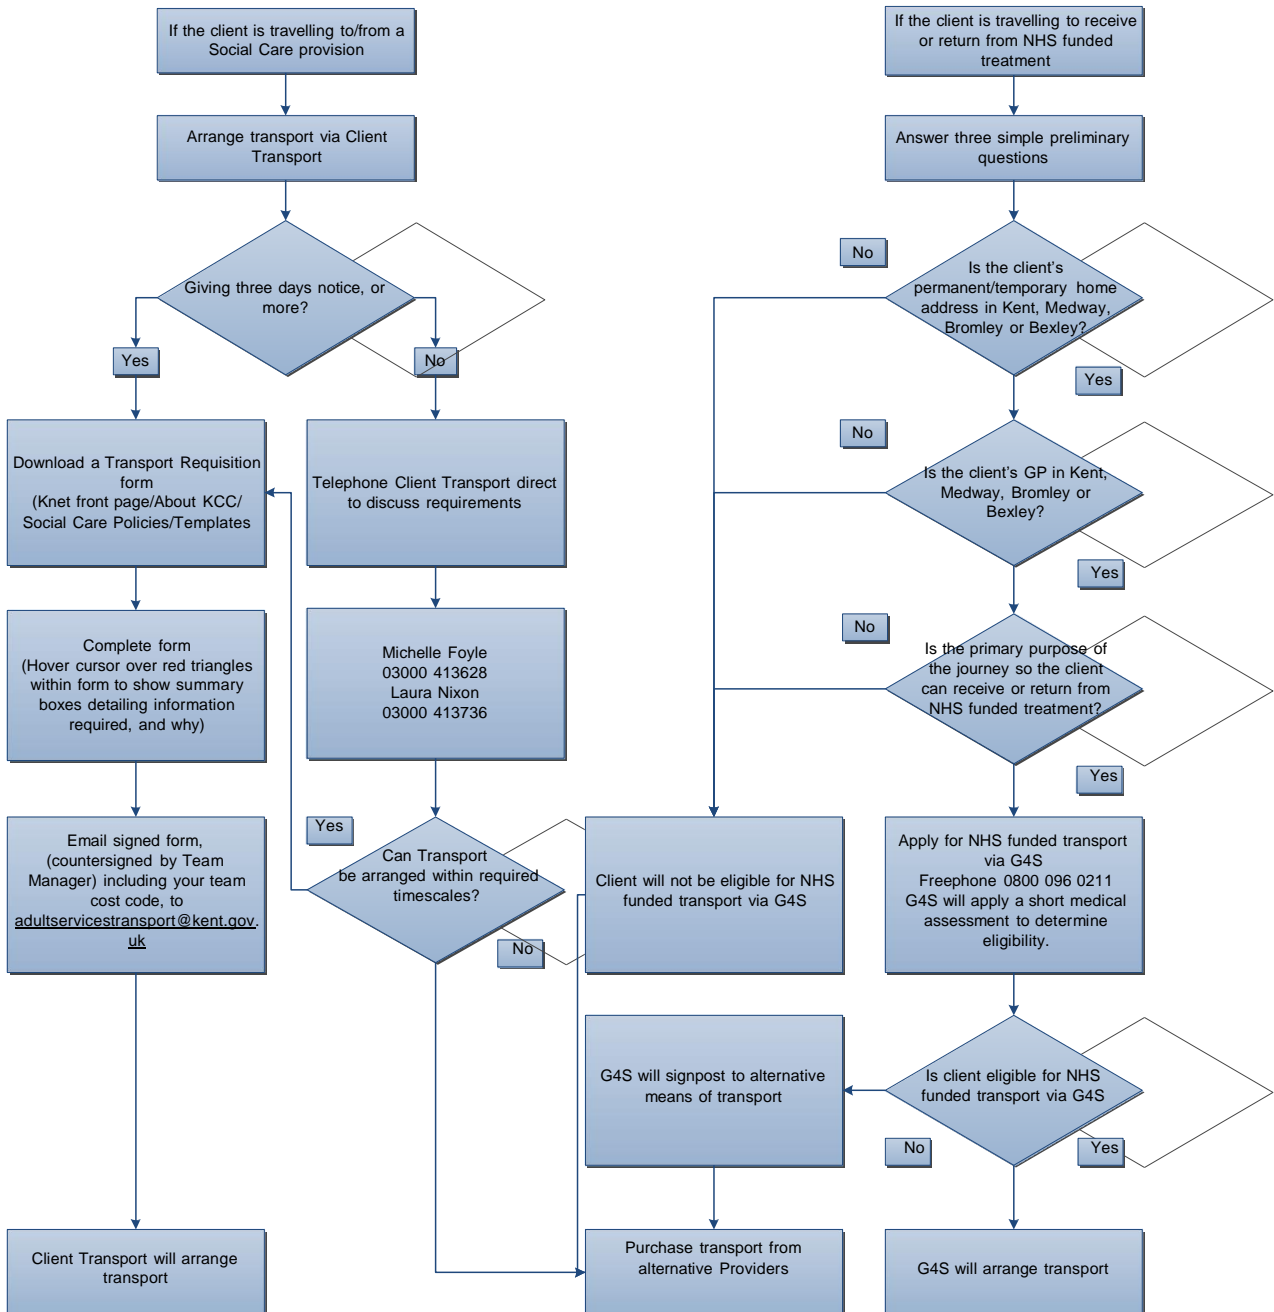 If the client is travelling to/from a
Social Care provision
Arrange transport via Client
Transport
Giving three days notice, or
more?
Yes
No
Download a Transport Requisition
form
(Knet front page/About KCC/
Social Care Policies/Templates
Telephone Client Transport direct
to discuss requirements
Complete form
(Hover cursor over red triangles
within form to show summary
boxes detailing information
required, and why)
Michelle Foyle
03000 413628
Laura Nixon
03000 413736
Email signed form,
(countersigned by Team
Manager) including your team
cost code, to
adultservicestransport@kent.gov.
uk
Yes
Can Transport
be arranged within required
timescales?
No
Client Transport will arrange
transport
If the client is travelling to receive
or return from NHS funded
treatment
Answer three simple preliminary
questions
No
Is the client's
permanent/temporary home
address in Kent, Medway,
Bromley or Bexley?
Yes
No
Is the client's GP in Kent,
Medway, Bromley or
Bexley?
Yes
No
Is the primary purpose of
the journey so the client
can receive or return from
NHS funded treatment?
Yes
Client will not be eligible for NHS
funded transport via G4S
Apply for NHS funded transport
via G4S
Freephone 0800 096 0211
G4S will apply a short medical
assessment to determine
eligibility.
G4S will signpost to alternative
means of transport
Is client eligible for NHS
funded transport via G4S
No
Yes
Purchase transport from
alternative Providers
G4S will arrange transport